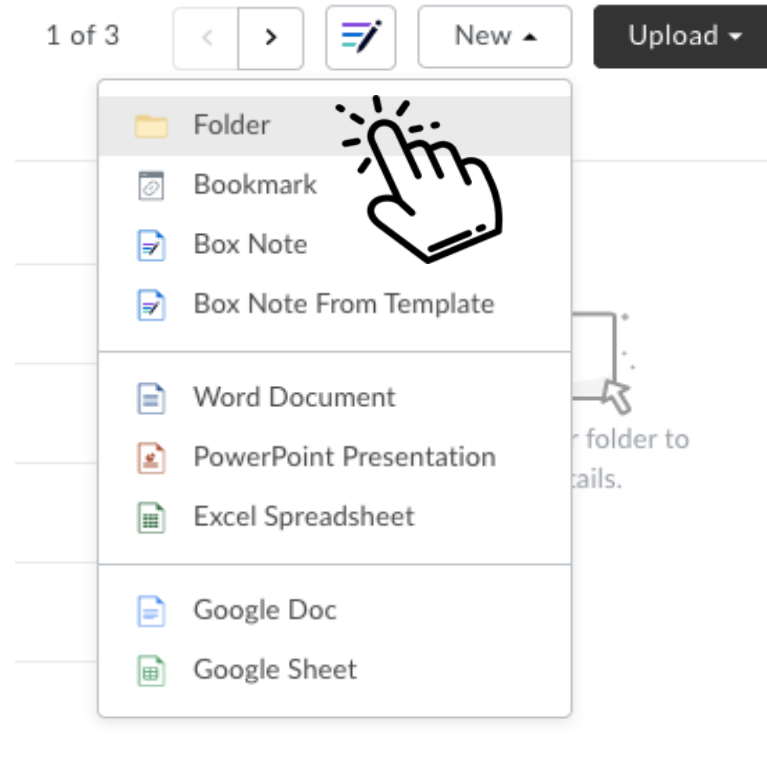 1 of 3
New
Upload
Folder
Bookmark
Box Note
Box Note From Template
Word Document
PowerPoint Presentation
Excel Spreadsheet
Google Doc
Google Sheet
folder to